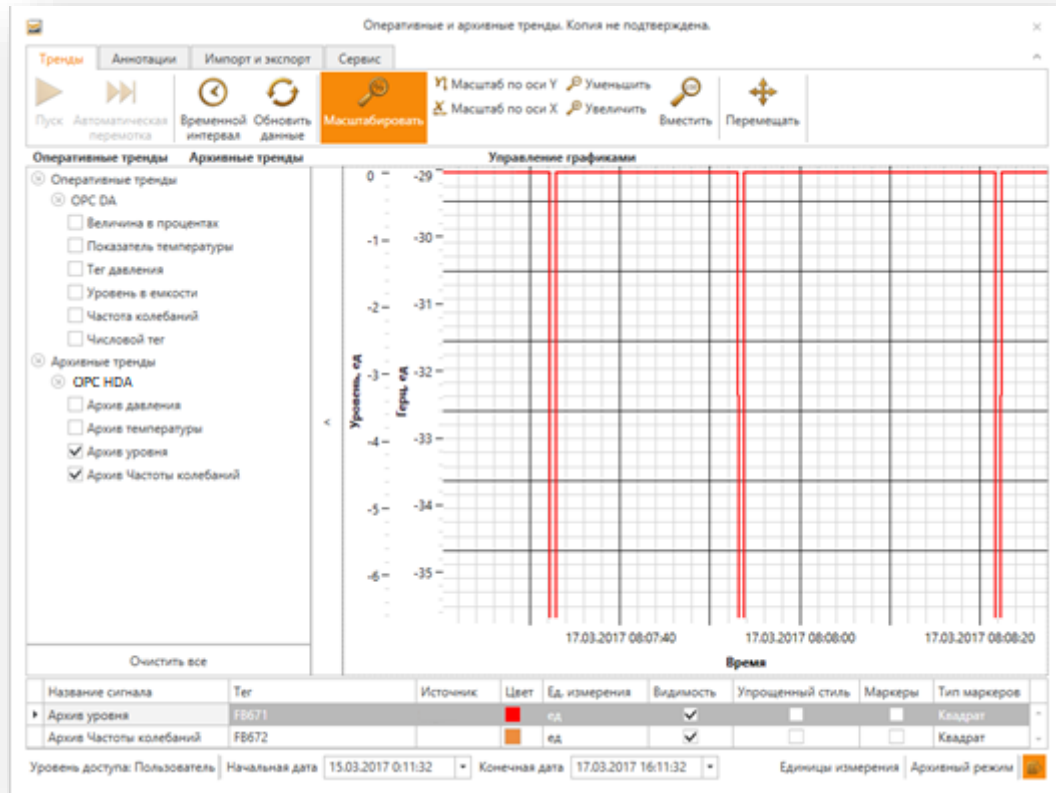 Оперативные и архивные тренды. Копия не подтверждена.
Тренды Аннотации Импорт и экспорт Сервис
Пуск Автоматическая перемотка Временной интервал Обновить данные Масштабировать Масштаб по оси Y Уменьшить Вместить Перемещать
Масштаб по оси X Увеличить
Оперативные тренды Архивные тренды Управление графиками
Оперативные тренды
OPC DA
Величина в процентах
Показатель температуры
Тег давления
Уровень в емкости
Частота колебаний
Числовой тег
Архивные тренды
OPC HDA
Архив давления
Архив температуры
Архив уровня
Архив Частоты колебаний
Очистить все
Уровень, ед
0
-1
-2
-3
-4
-5
-6
Герц, ед
-29
-30
-31
-32
-33
-34
-35
17.03.2017 08:07:40 17.03.2017 08:08:00 17.03.2017 08:08:20
Время
Название сигнала Тег Источник Цвет Ед. измерения Видимость Упрощенный стиль Маркеры Тип маркеров
Архив уровня FB671 ед Квадрат
Архив Частоты колебаний FB672 ед Квадрат
Уровень доступа: Пользователь Начальная дата 15.03.2017 0:11:32 Конечная дата 17.03.2017 16:11:32 Единицы измерения Архивный режим